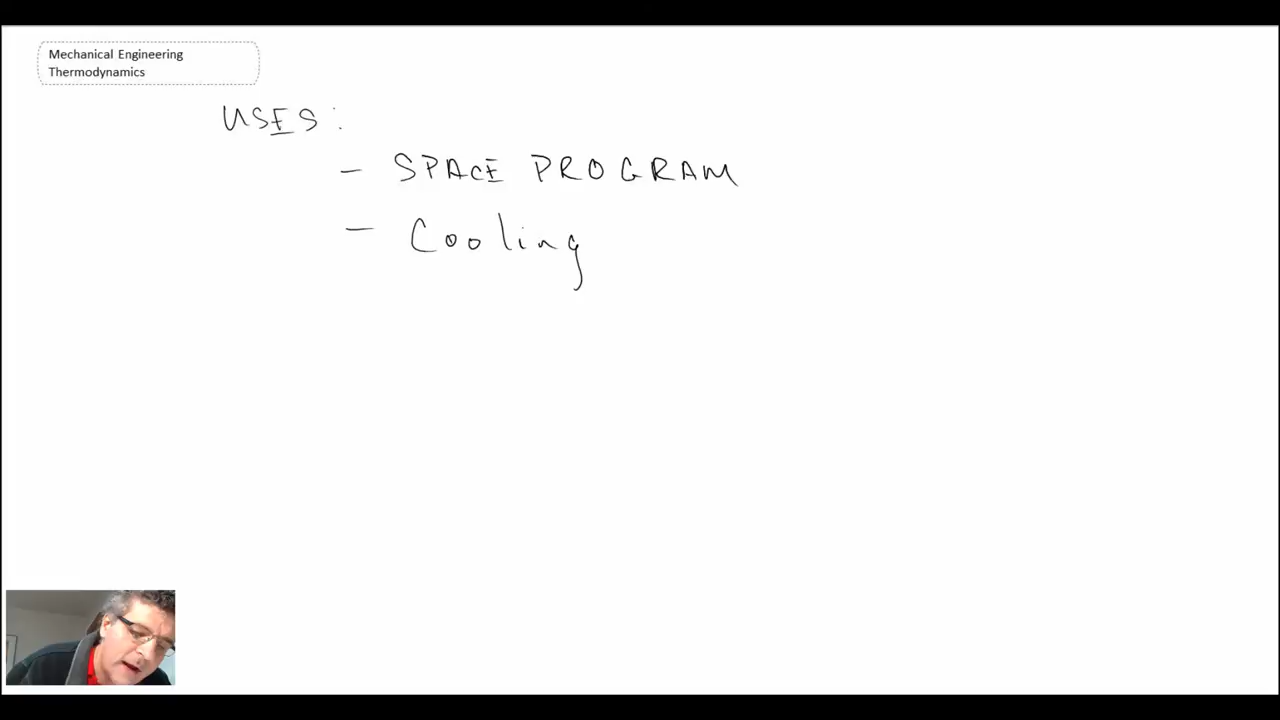 Mechanical Engineering
Thermodynamics
USES:
- SPACE PROGRAM
- Cooling